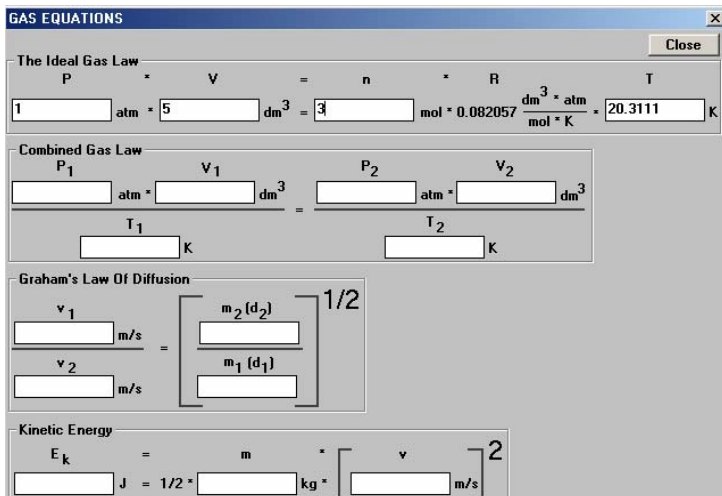 GAS EQUATIONS
Close
The Ideal Gas Law
P * V = n * R T
1 atm * 5 dm3 = 3 mol * 0.082057 dm3 * atm / mol * K * 20.3111 K
Combined Gas Law
P1 V1 P2 V2
atm * dm3 = atm * dm3
T1 T2
K K
Graham's Law Of Diffusion
v1 m2 (d2) 1/2
m/s =
v2 m1 (d1)
m/s
Kinetic Energy
Ek = m * v 2
J = 1/2 * kg * m/s